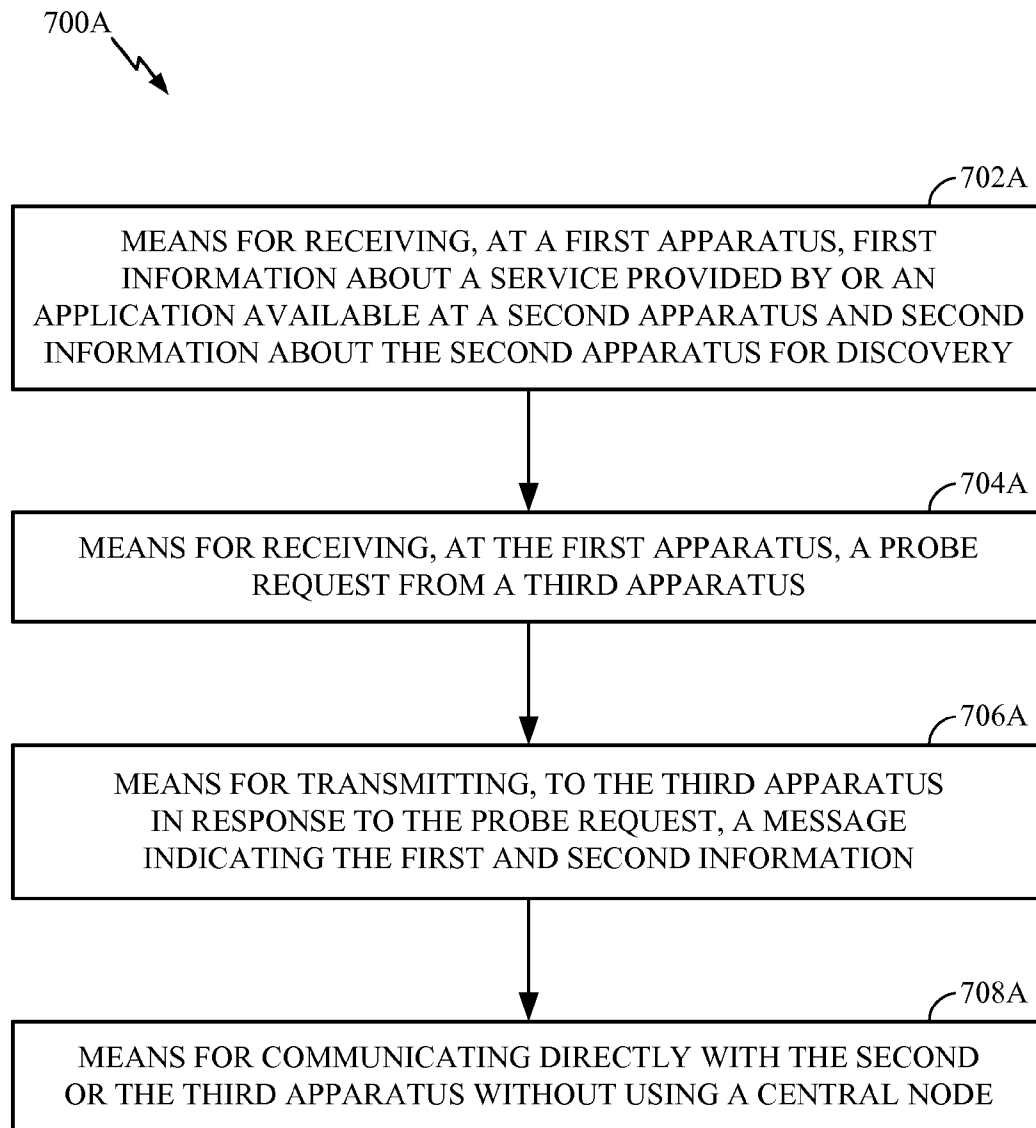 700A
702A
MEANS FOR RECEIVING, AT A FIRST APPARATUS, FIRST
INFORMATION ABOUT A SERVICE PROVIDED BY OR AN
APPLICATION AVAILABLE AT A SECOND APPARATUS AND SECOND
INFORMATION ABOUT THE SECOND APPARATUS FOR DISCOVERY
704A
MEANS FOR RECEIVING, AT THE FIRST APPARATUS, A PROBE
REQUEST FROM A THIRD APPARATUS
706A
MEANS FOR TRANSMITTING, TO THE THIRD APPARATUS
IN RESPONSE TO THE PROBE REQUEST, A MESSAGE
INDICATING THE FIRST AND SECOND INFORMATION
708A
MEANS FOR COMMUNICATING DIRECTLY WITH THE SECOND
OR THE THIRD APPARATUS WITHOUT USING A CENTRAL NODE